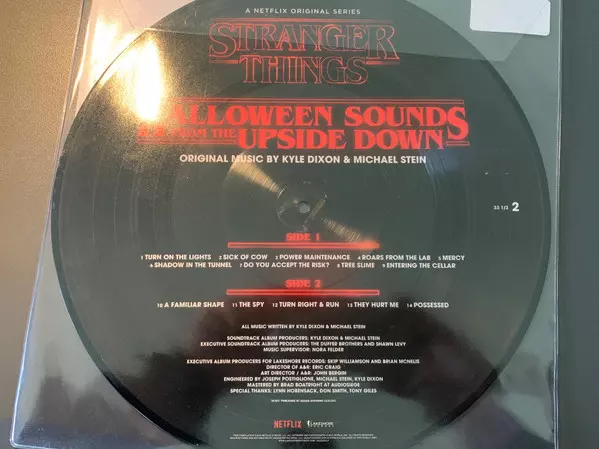 A NETFLIX ORIGINAL SERIES
STRANGER
THINGS
HALLOWEEN SOUNDS
FROM THE UPSIDE DOWN
ORIGINAL MUSIC BY KYLE DIXON & MICHAEL STEIN
33 1/3 2
SIDE 1
1 TURN ON THE LIGHTS 2 SICK OF COW 3 POWER MAINTENANCE 4 ROARS FROM THE LAB 5 MERCY
6 SHADOW IN THE TUNNEL 7 DO YOU ACCEPT THE RISK? 8 TREE SLIME 9 ENTERING THE CELLAR
SIDE 2
10 A FAMILIAR SHAPE 11 THE SPY 12 TURN RIGHT & RUN 13 THEY HURT ME 14 POSSESSED
ALL MUSIC WRITTEN BY KYLE DIXON & MICHAEL STEIN
SOUNDTRACK ALBUM PRODUCERS: KYLE DIXON & MICHAEL STEIN
EXECUTIVE SOUNDTRACK ALBUM PRODUCERS: THE DUFFER BROTHERS AND SHAWN LEVY
MUSIC SUPERVISOR: NORA FELDER
EXECUTIVE ALBUM PRODUCERS FOR LAKESHORE RECORDS: SKIP WILLIAMSON AND BRIAN MCNELIS
DIRECTOR OF A&R: ERIC CRAIG
ART DIRECTOR / A&R: JOHN BERGIN
ENGINEERED BY JOSEPH POSTIGLIONE, MICHAEL STEIN, KYLE DIXON
MASTERED BY BRAD BOATRIGHT AT AUDIOSIEGE
SPECIAL THANKS: LYNN HOBENSACK, DON SMITH, TONY GILES
NETFLIX LAKESHORE